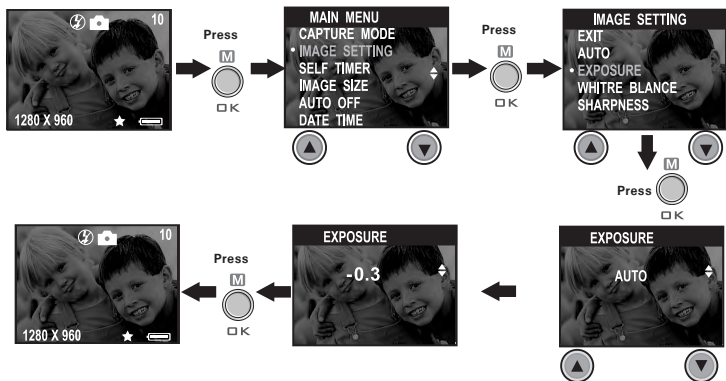 10
1280 X 960
Press
M
OK
MAIN MENU
CAPTURE MODE
• IMAGE SETTING
SELF TIMER
IMAGE SIZE
AUTO OFF
DATE TIME
Press
M
OK
IMAGE SETTING
EXIT
AUTO
• EXPOSURE
WHITRE BLANCE
SHARPNESS
M
Press
OK
EXPOSURE
AUTO
EXPOSURE
-0.3
Press
M
OK
10
1280 X 960